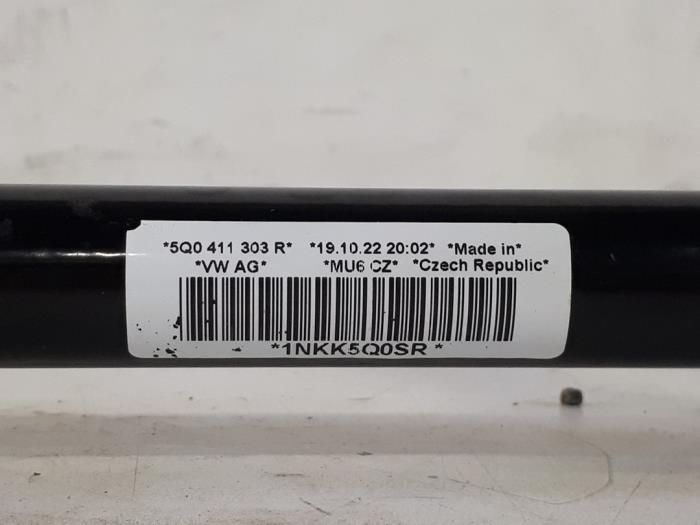 *5Q0 411 303 R* *19.10.22 20:02* *Made in*
*VW AG* *MU6 CZ* *Czech Republic*
*1NKK5Q0SR*